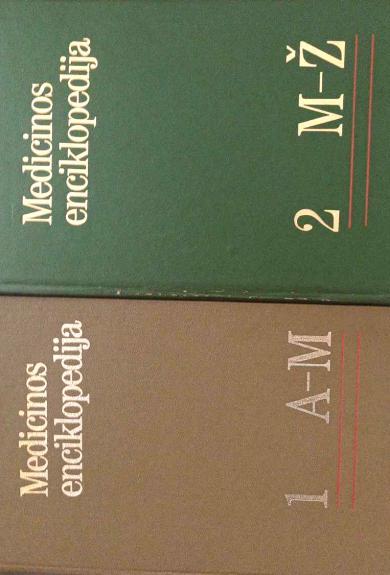 Medicinos
enciklopedija
1 A–M
Medicinos
enciklopedija
2 M–Ž